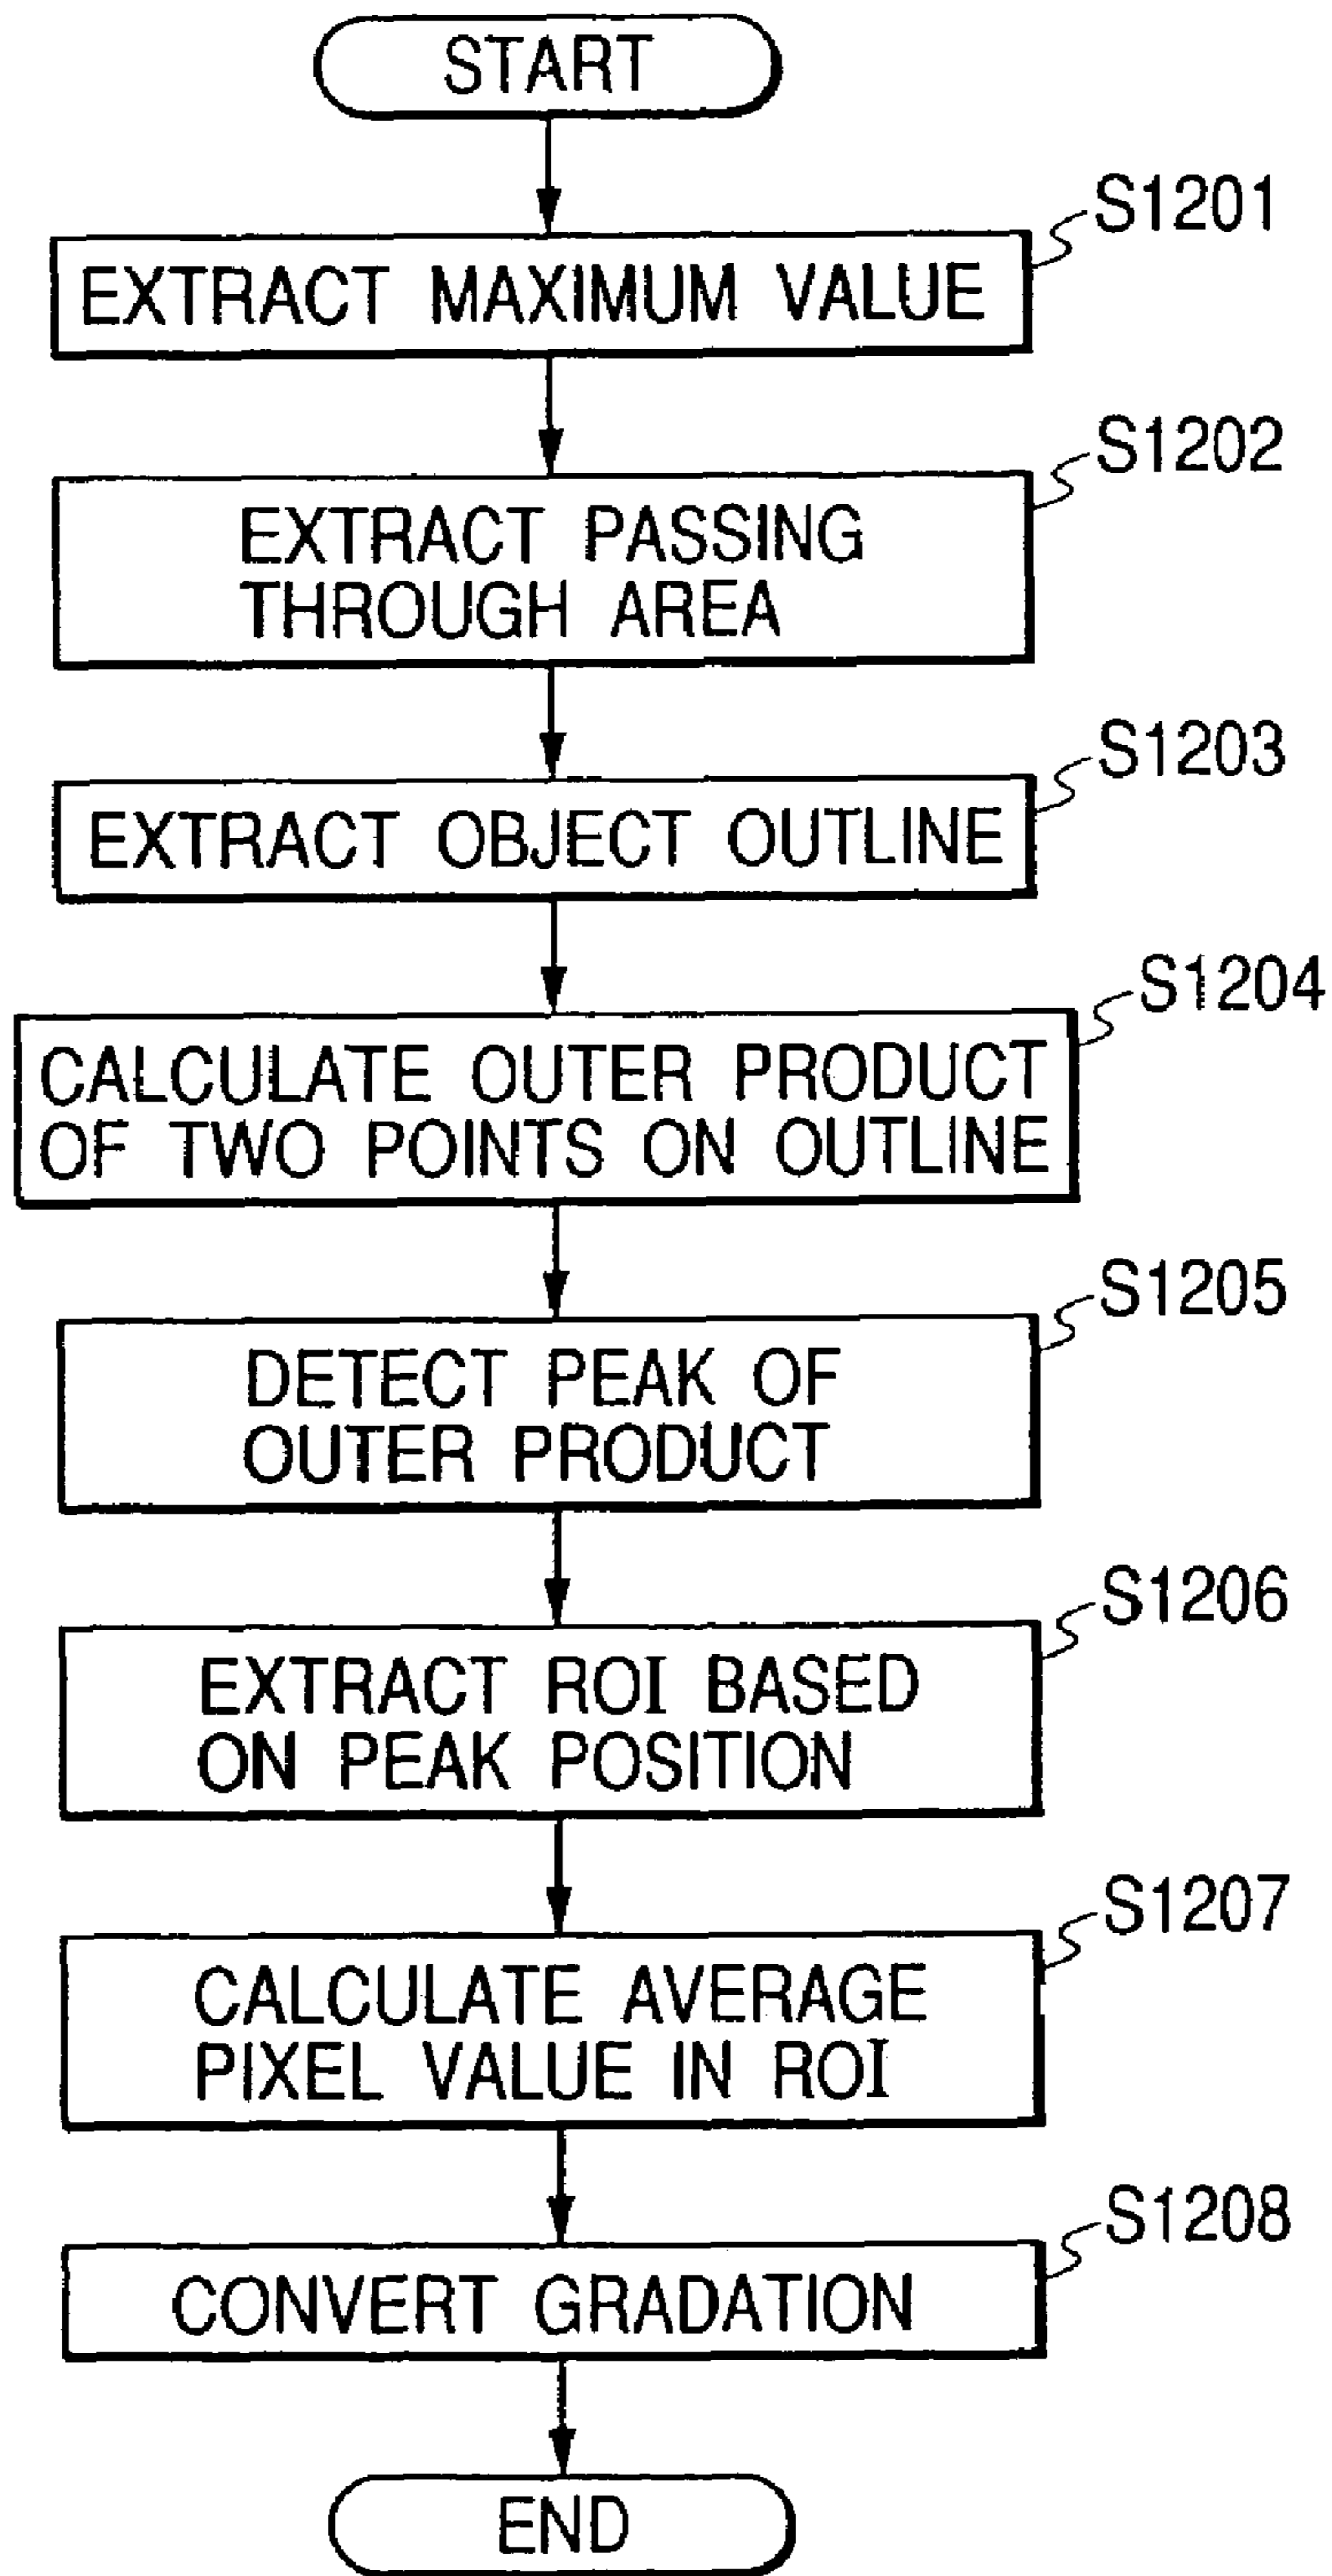 START
S1201
EXTRACT MAXIMUM VALUE
S1202
EXTRACT PASSING
THROUGH AREA
S1203
EXTRACT OBJECT OUTLINE
S1204
CALCULATE OUTER PRODUCT
OF TWO POINTS ON OUTLINE
S1205
DETECT PEAK OF
OUTER PRODUCT
S1206
EXTRACT ROI BASED
ON PEAK POSITION
S1207
CALCULATE AVERAGE
PIXEL VALUE IN ROI
S1208
CONVERT GRADATION
END